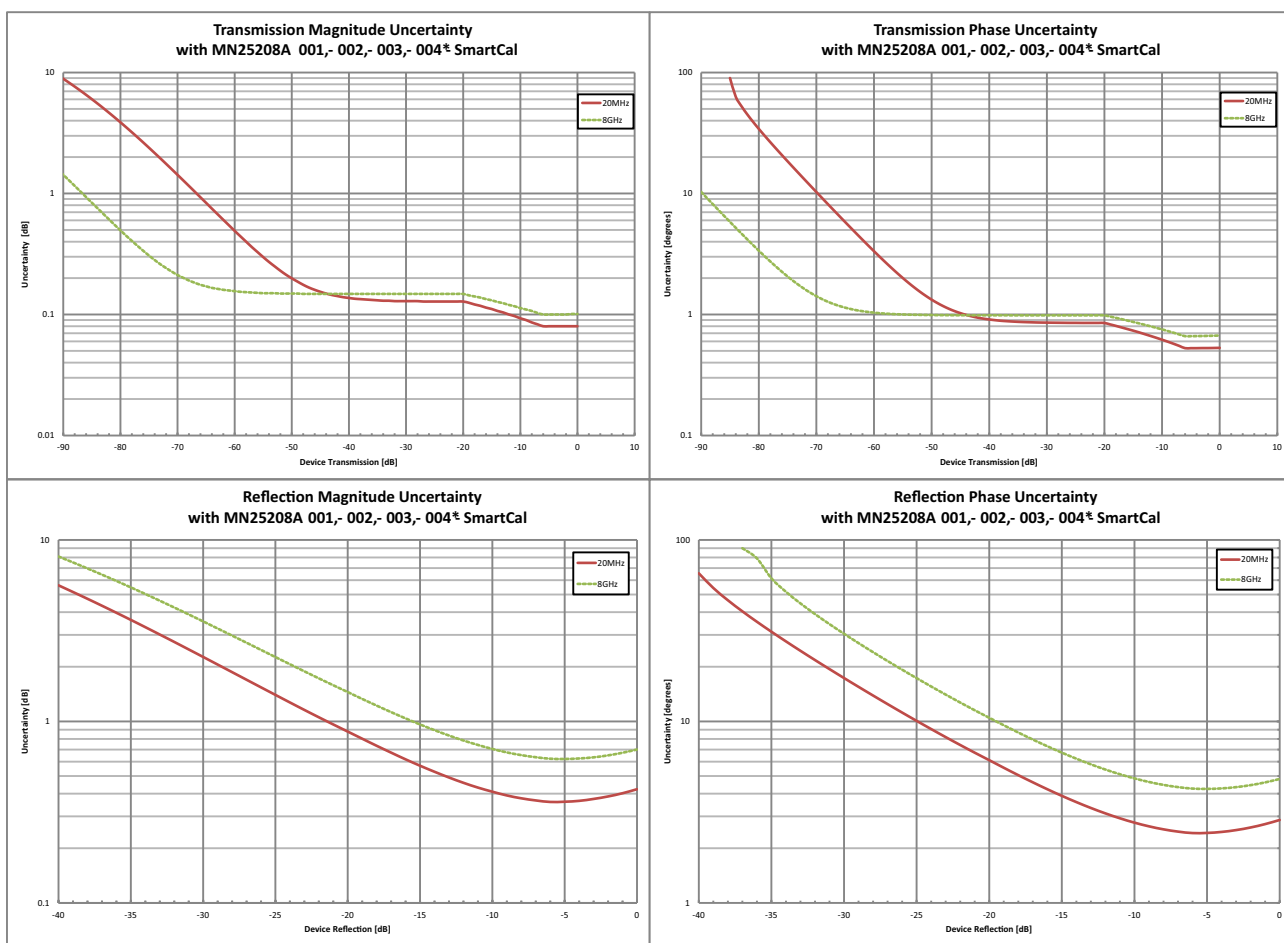 Transmission Magnitude Uncertainty
with MN25208A 001,- 002,- 003,- 004* SmartCal
10
1
0.1
0.01
Uncertainty [dB]
20MHz
8GHz
-90 -80 -70 -60 -50 -40 -30 -20 -10 0 10
Device Transmission [dB]
Transmission Phase Uncertainty
with MN25208A 001,- 002,- 003,- 004* SmartCal
100
10
1
0.1
Uncertainty [degrees]
20MHz
8GHz
-90 -80 -70 -60 -50 -40 -30 -20 -10 0 10
Device Transmission [dB]
Reflection Magnitude Uncertainty
with MN25208A 001,- 002,- 003,- 004* SmartCal
10
1
0.1
Uncertainty [dB]
20MHz
8GHz
-40 -35 -30 -25 -20 -15 -10 -5 0
Device Reflection [dB]
Reflection Phase Uncertainty
with MN25208A 001,- 002,- 003,- 004* SmartCal
100
10
1
Uncertainty [degrees]
20MHz
8GHz
-40 -35 -30 -25 -20 -15 -10 -5 0
Device Reflection [dB]